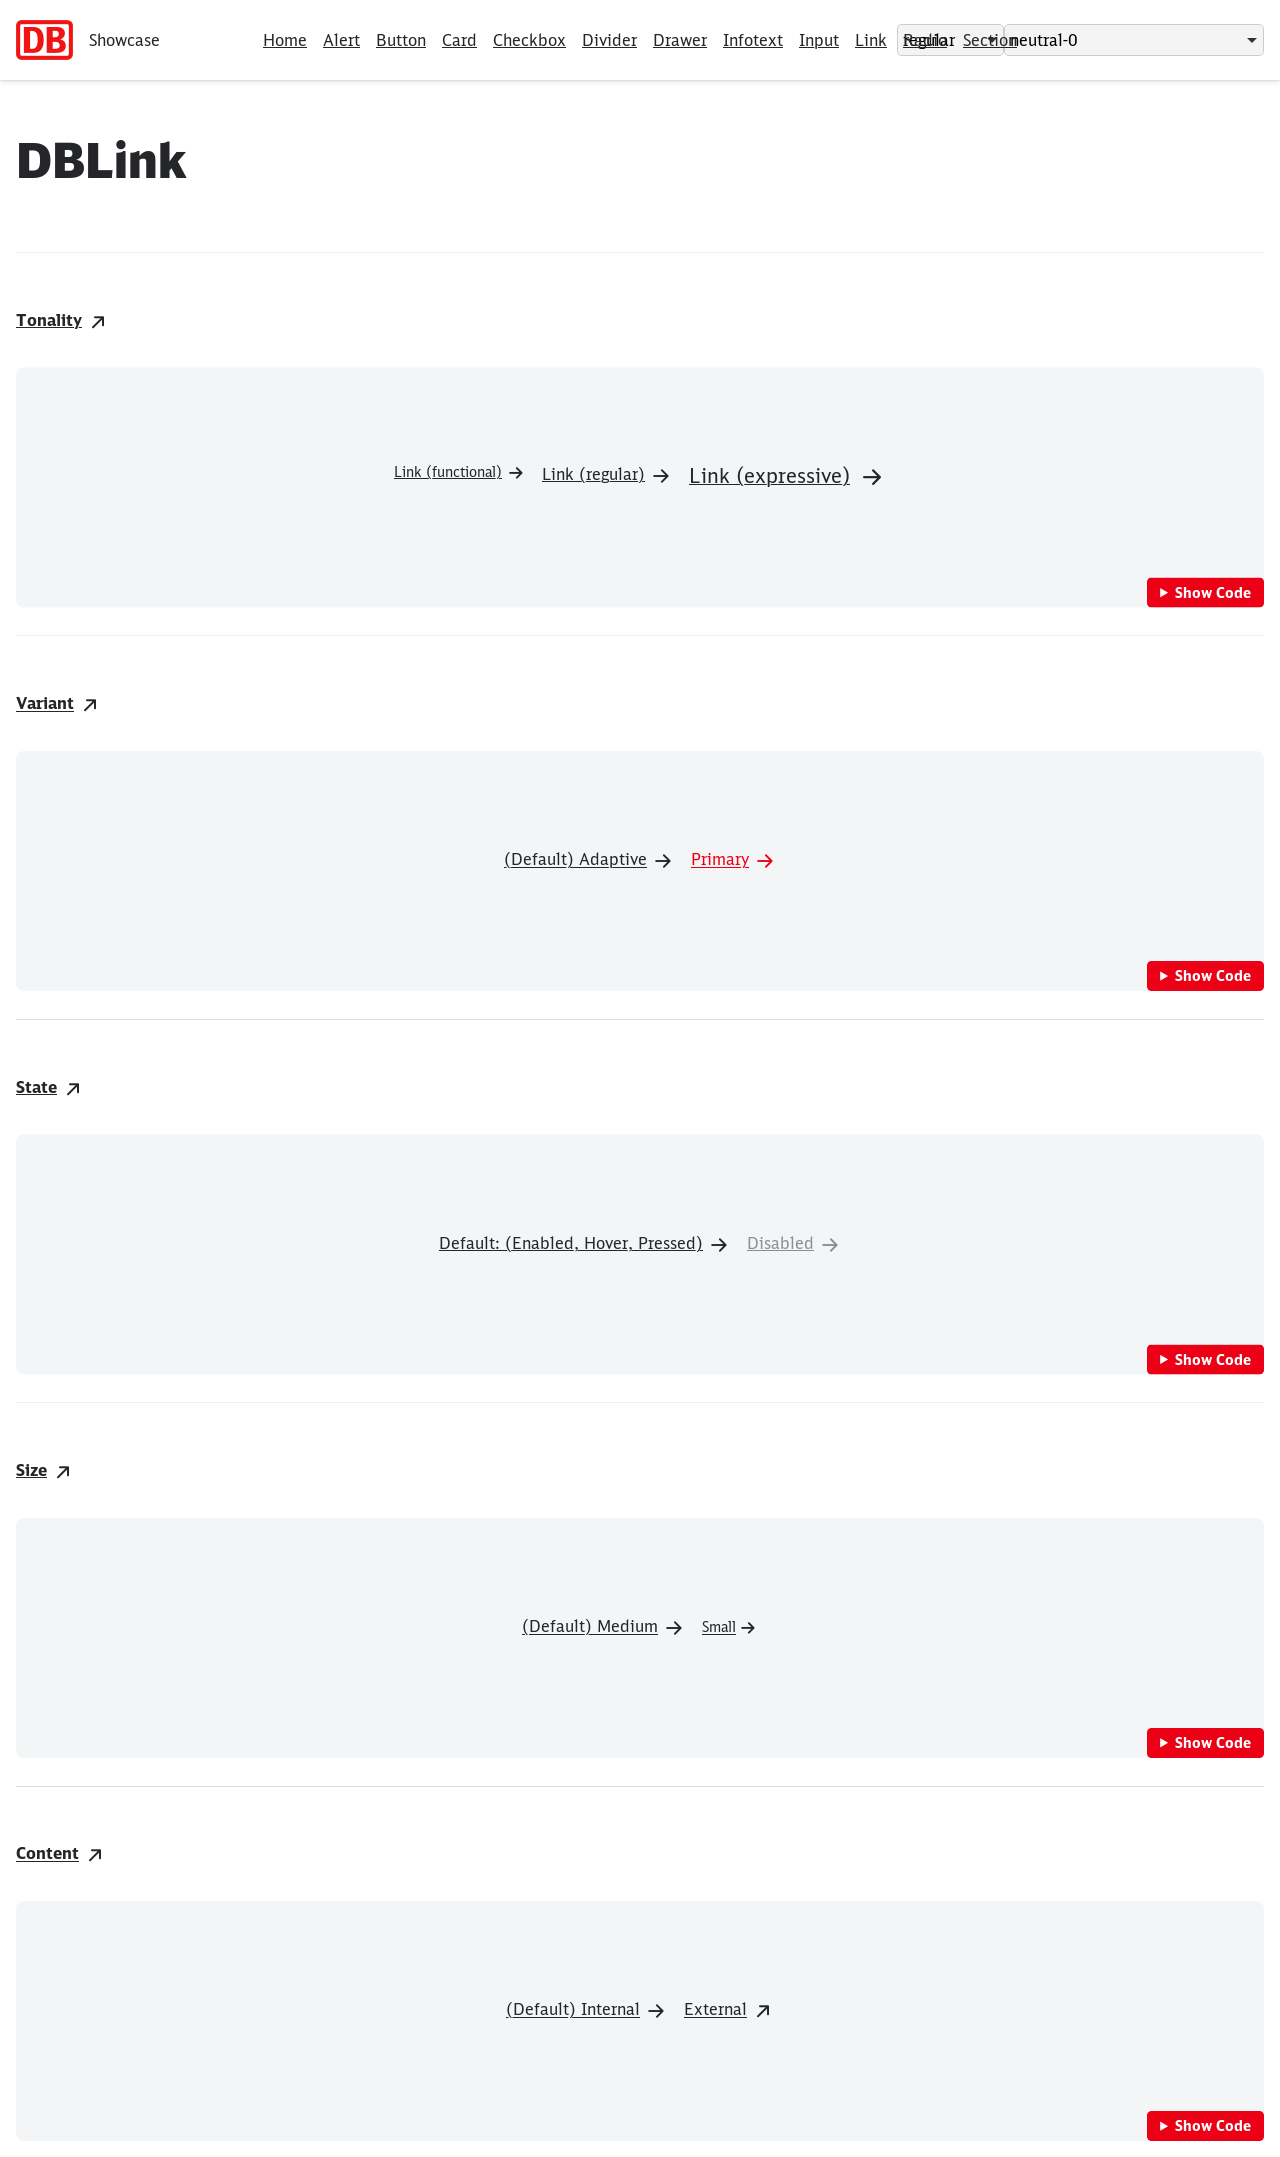 DB Showcase Home Alert Button Card Checkbox Divider Drawer Infotext Input Link Radio Section regular neutral-0
DBLink
Tonality
Link (functional) Link (regular) Link (expressive)
Show Code
Variant
(Default) Adaptive Primary
Show Code
State
Default: (Enabled, Hover, Pressed) Disabled
Show Code
Size
(Default) Medium Small
Show Code
Content
(Default) Internal External
Show Code